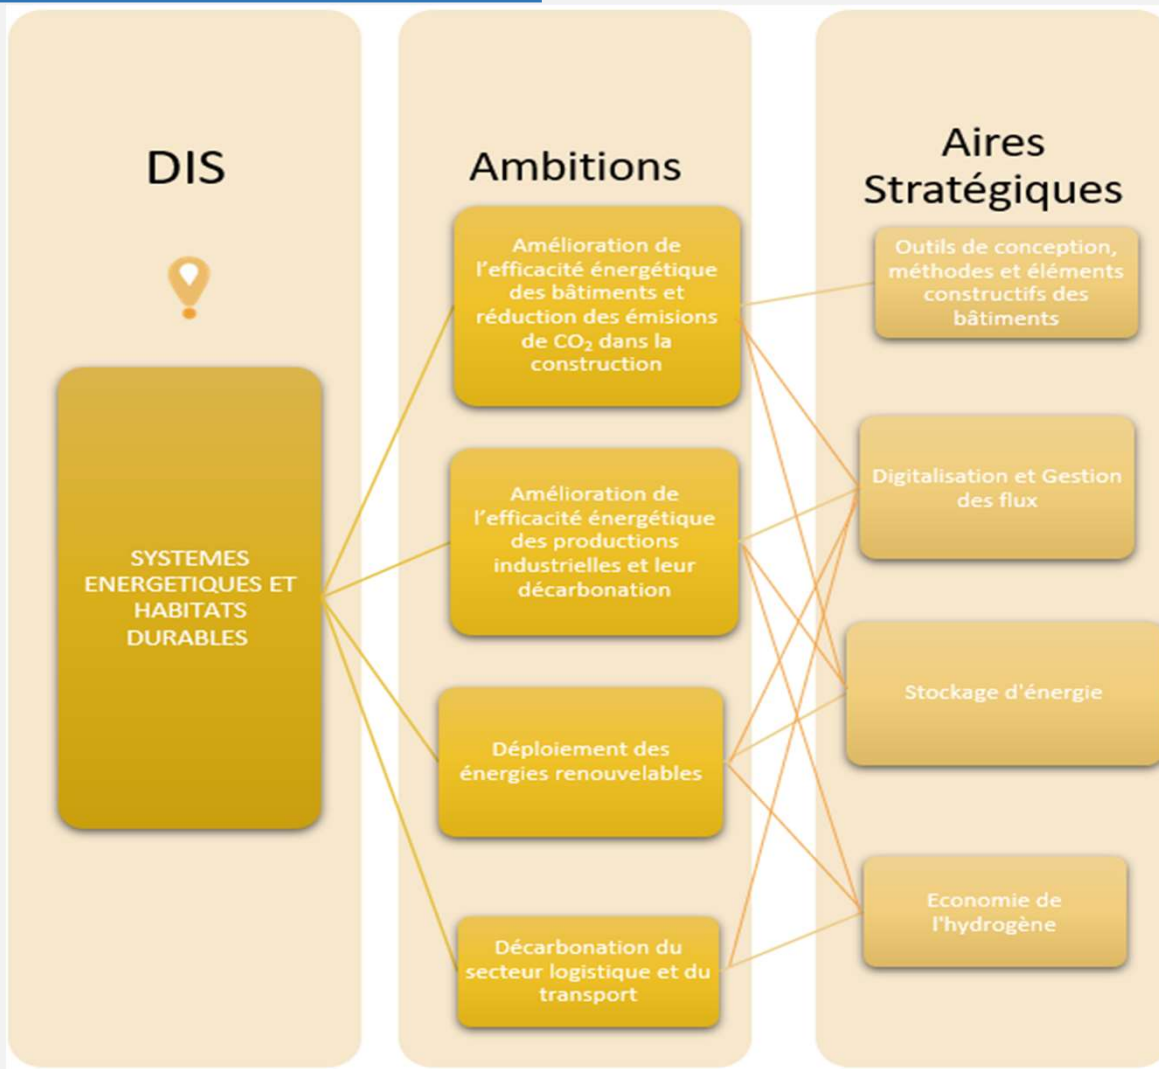 DIS
SYSTEMES
ENERGETIQUES ET
HABITATS
DURABLES
Ambitions
Amélioration de
l'efficacité énergétique
des bâtiments et
réduction des émisions
de CO₂ dans la
construction
Amélioration de
l'efficacité énergétique
des productions
industrielles et leur
décarbonation
Déploiement des
énergies renouvelables
Décarbonation du
secteur logistique et du
transport
Aires
Stratégiques
Outils de conception,
méthodes et éléments
constructifs des
bâtiments
Digitalisation et Gestion
des flux
Stockage d'énergie
Economie de
l'hydrogène